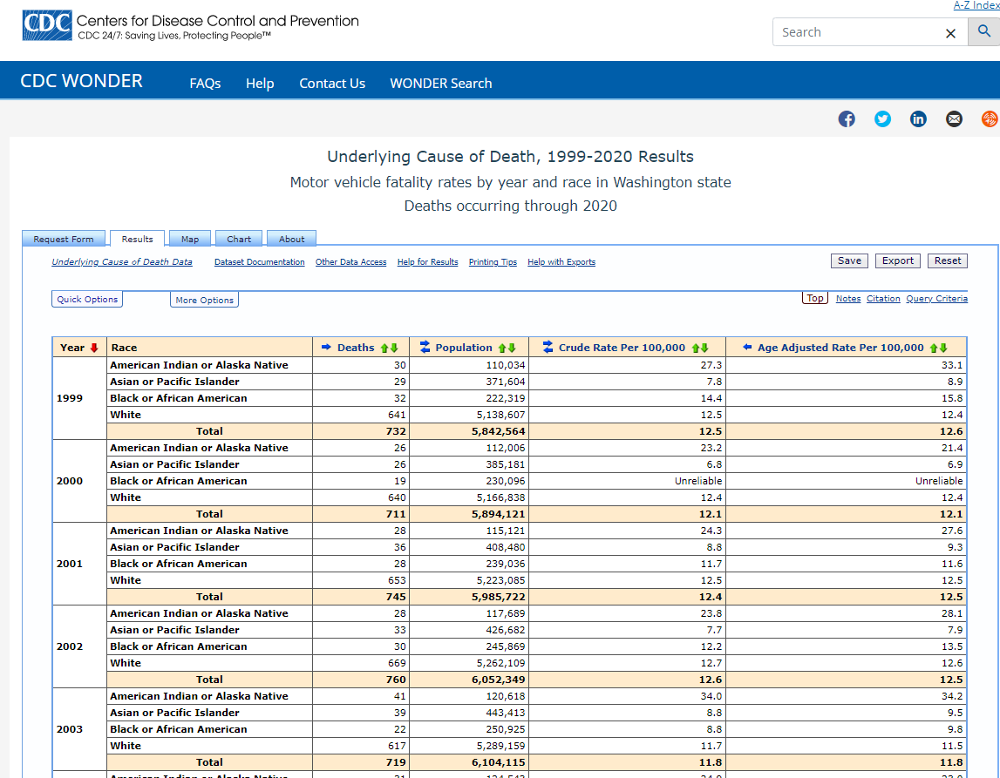 A-Z Index
CDC Centers for Disease Control and Prevention
CDC 24/7: Saving Lives, Protecting People™
Search
CDC WONDER FAQs Help Contact Us WONDER Search
Underlying Cause of Death, 1999-2020 Results
Motor vehicle fatality rates by year and race in Washington state
Deaths occurring through 2020
Request Form Results Map Chart About
Underlying Cause of Death Data Dataset Documentation Other Data Access Help for Results Printing Tips Help with Exports Save Export Reset
Quick Options More Options Top Notes Citation Query Criteria
Year Race Deaths Population Crude Rate Per 100,000 Age Adjusted Rate Per 100,000
American Indian or Alaska Native 30 110,034 27.3 33.1
Asian or Pacific Islander 29 371,604 7.8 8.9
1999 Black or African American 32 222,319 14.4 15.8
White 641 5,138,607 12.5 12.4
Total 732 5,842,564 12.5 12.6
American Indian or Alaska Native 26 112,006 23.2 21.4
Asian or Pacific Islander 26 385,181 6.8 6.9
2000 Black or African American 19 230,096 Unreliable Unreliable
White 640 5,166,838 12.4 12.4
Total 711 5,894,121 12.1 12.1
American Indian or Alaska Native 28 115,121 24.3 27.6
Asian or Pacific Islander 36 408,480 8.8 9.3
2001 Black or African American 28 239,036 11.7 11.6
White 653 5,223,085 12.5 12.5
Total 745 5,985,722 12.4 12.5
American Indian or Alaska Native 28 117,689 23.8 28.1
Asian or Pacific Islander 33 426,682 7.7 7.9
2002 Black or African American 30 245,869 12.2 13.5
White 669 5,262,109 12.7 12.6
Total 760 6,052,349 12.6 12.5
American Indian or Alaska Native 41 120,618 34.0 34.2
Asian or Pacific Islander 39 443,413 8.8 9.5
2003 Black or African American 22 250,925 8.8 9.8
White 617 5,289,159 11.7 11.5
Total 719 6,104,115 11.8 11.8
American Indian or Alaska Native